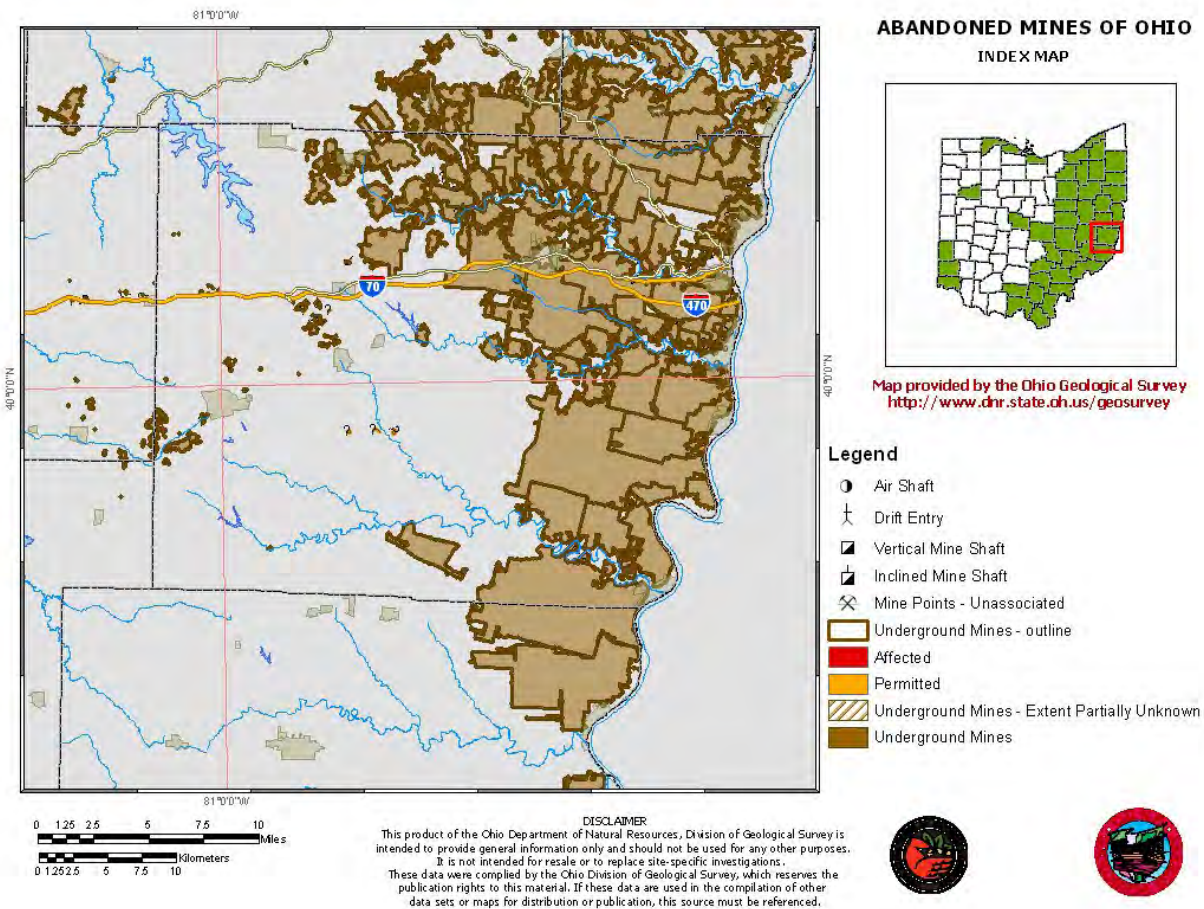 81°0'0"W
ABANDONED MINES OF OHIO
INDEX MAP
70
470
?
40°0'0"N
40°0'0"N
Map provided by the Ohio Geological Survey
http://www.dnr.state.oh.us/geosurvey
Legend
Air Shaft
Drift Entry
Vertical Mine Shaft
Inclined Mine Shaft
Mine Points - Unassociated
Underground Mines - outline
Affected
Permitted
Underground Mines - Extent Partially Unknown
Underground Mines
81°0'0"W
0 1.25 2.5 5 7.5 10
Miles
Kilometers
0 1.25 2.5 5 7.5 10
DISCLAIMER
This product of the Ohio Department of Natural Resources, Division of Geological Survey is
intended to provide general information only and should not be used for any other purposes.
It is not intended for resale or to replace site-specific investigations.
These data were complied by the Ohio Division of Geological Survey, which reserves the
publication rights to this material. If these data are used in the compilation of other
data sets or maps for distribution or publication, this source must be referenced.